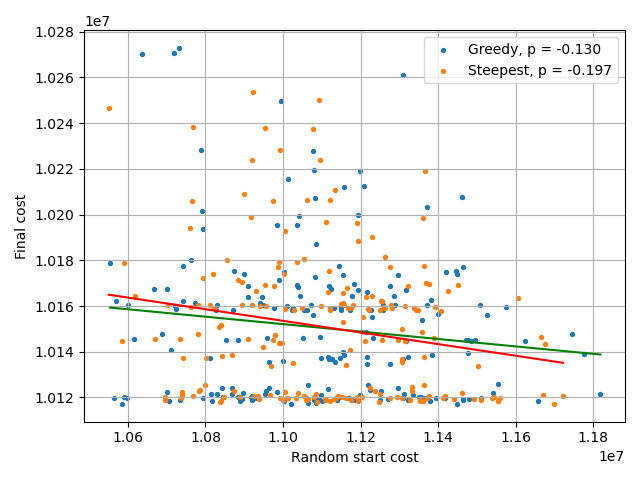 1e7
1.028
1.026
1.024
1.022
1.020
1.018
1.016
1.014
1.012
Final cost
Greedy, p = -0.130
Steepest, p = -0.197
1.06 1.08 1.10 1.12 1.14 1.16 1.18
Random start cost
1e7